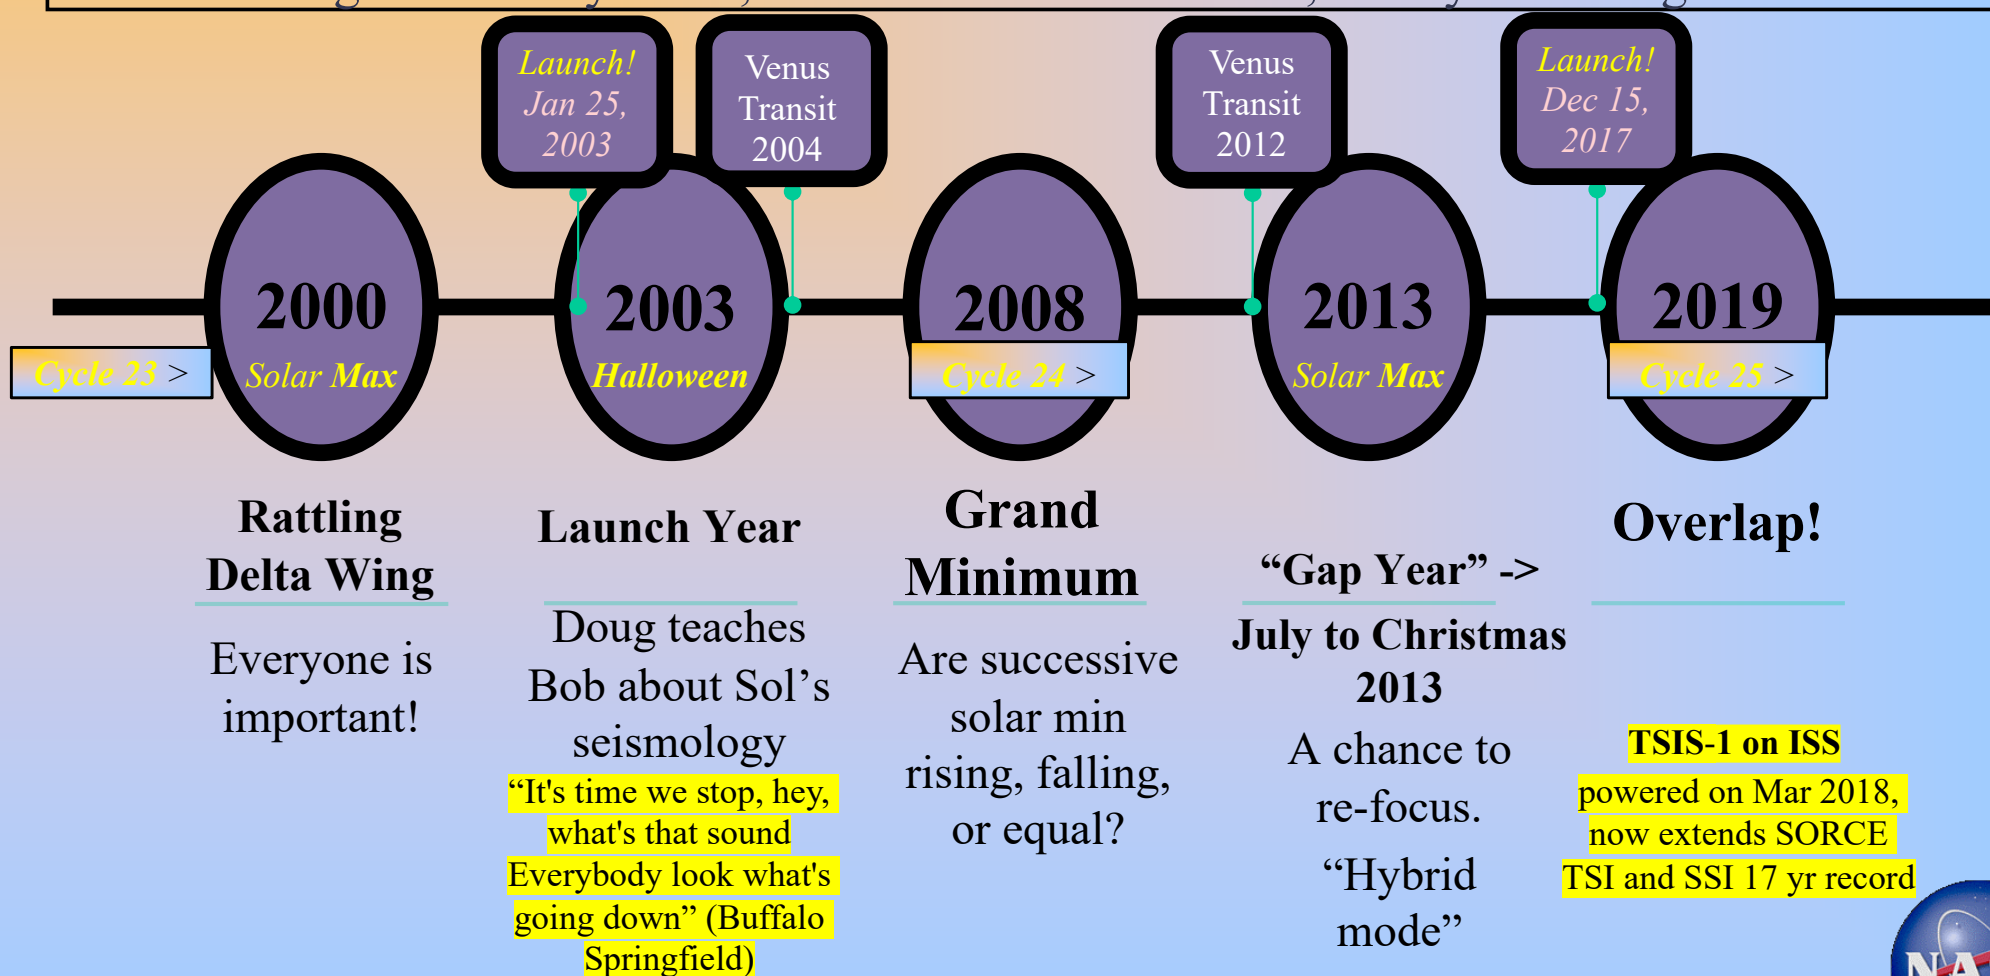 Launch!
Jan 25,
2003
Venus
Transit
2004
Venus
Transit
2012
Launch!
Dec 15,
2017
2000
2003
2008
2013
2019
Cycle 23 >
Solar Max
Halloween
Cycle 24 >
Solar Max
Cycle 25 >
Rattling
Delta Wing
Everyone is
important!
Launch Year
Doug teaches
Bob about Sol’s
seismology
“It's time we stop, hey,
what's that sound
Everybody look what's
going down” (Buffalo
Springfield)
Grand
Minimum
Are successive
solar min
rising, falling,
or equal?
“Gap Year” ->
July to Christmas
2013
A chance to
re-focus.
“Hybrid
mode”
Overlap!
TSIS-1 on ISS
powered on Mar 2018,
now extends SORCE
TSI and SSI 17 yr record